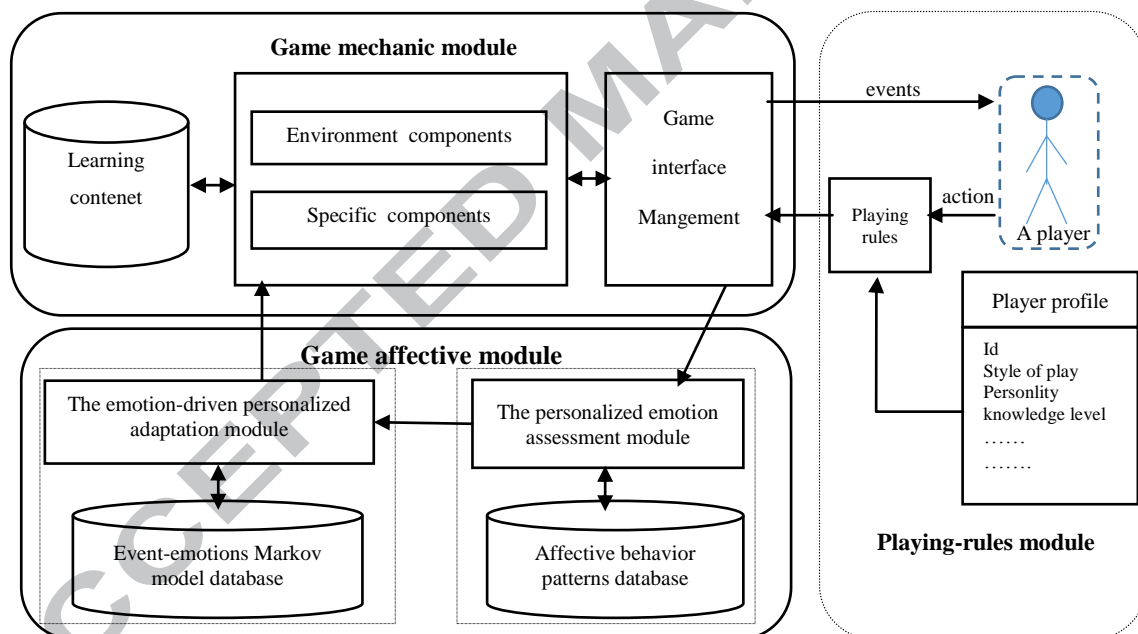 Game mechanic module
Learning
contenet
Environment components
Specific components
Game
interface
Mangement
events
action
A player
Playing
rules
Player profile
Id
Style of play
Personlity
knowledge level
……
…….
Playing-rules module
Game affective module
The emotion-driven personalized
adaptation module
The personalized emotion
assessment module
Event-emotions Markov
model database
Affective behavior
patterns database
CCEPTED MA